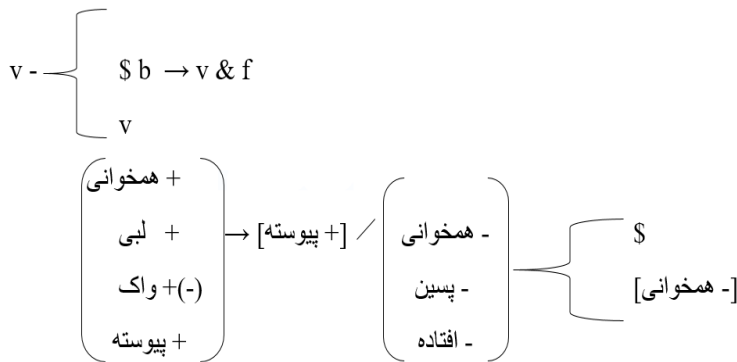 v - $ b → v & f
v
+ همخوانی
+ لبی
(-)+ واک
+ پیوسته
→ [+ پیوسته] /
- همخوانی
- پسین
- افتاده
$
[- همخوانی]